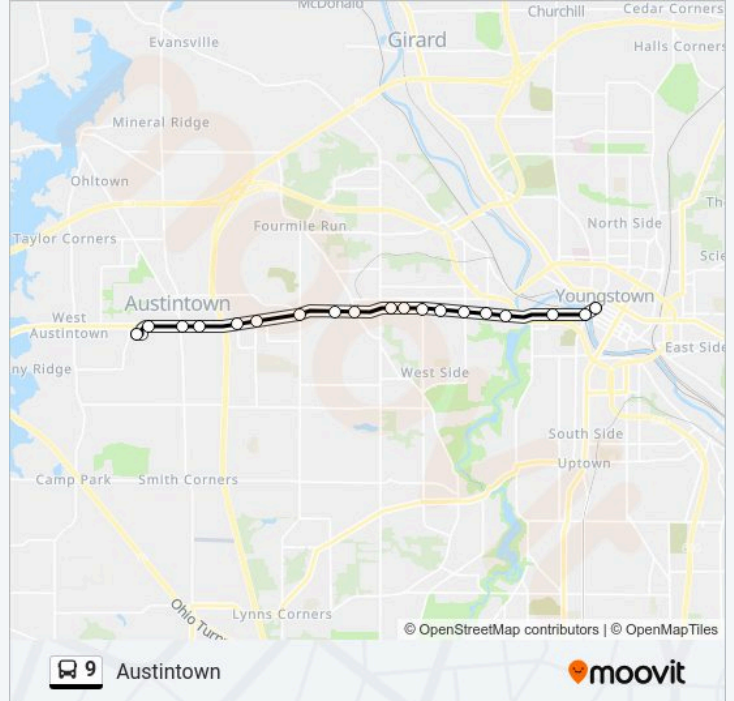 McDonald
Churchill
Cedar Corners
Evansville
Girard
Halls Corners
Mineral Ridge
Ohltown
Fourmile Run
North Side
Taylor Corners
Austintown
Youngstown
West
Austintown
East Side
ny Ridge
West Side
South Side
Uptown
Camp Park
Smith Corners
Ohio Turn
Lynns Corners
© OpenStreetMap contributors | © OpenMapTiles
9 Austintown
moovit